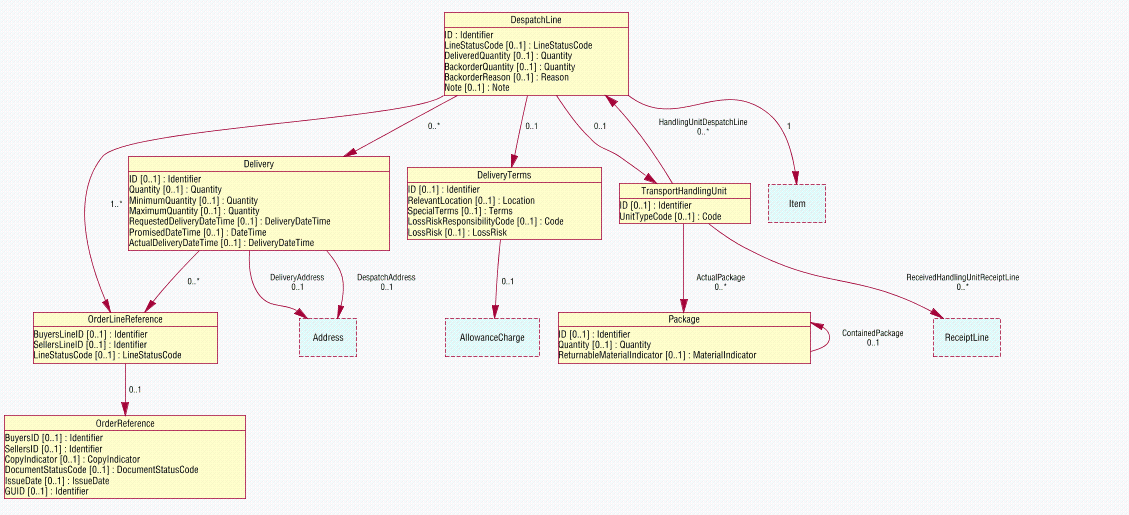 DespatchLine
ID : Identifier
LineStatusCode [0..1] : LineStatusCode
DeliveredQuantity [0..1] : Quantity
BackorderQuantity [0..1] : Quantity
BackorderReason [0..1] : Reason
Note [0..1] : Note
0..*
0..1
0..1
HandlingUnitDespatchLine
0..*
1
1..*
Delivery
ID [0..1] : Identifier
Quantity [0..1] : Quantity
MinimumQuantity [0..1] : Quantity
MaximumQuantity [0..1] : Quantity
RequestedDeliveryDateTime [0..1] : DeliveryDateTime
PromisedDateTime [0..1] : DateTime
ActualDeliveryDateTime [0..1] : DeliveryDateTime
DeliveryTerms
ID [0..1] : Identifier
RelevantLocation [0..1] : Location
SpecialTerms [0..1] : Terms
LossRiskResponsibilityCode [0..1] : Code
LossRisk [0..1] : LossRisk
TransportHandlingUnit
ID [0..1] : Identifier
UnitTypeCode [0..1] : Code
Item
0..*
DeliveryAddress
0..1
DespatchAddress
0..1
0..1
ActualPackage
0..*
ReceivedHandlingUnitReceiptLine
0..*
OrderLineReference
BuyersLineID [0..1] : Identifier
SellersLineID [0..1] : Identifier
LineStatusCode [0..1] : LineStatusCode
Address
AllowanceCharge
Package
ID [0..1] : Identifier
Quantity [0..1] : Quantity
ReturnableMaterialIndicator [0..1] : MaterialIndicator
ContainedPackage
0..1
ReceiptLine
0..1
OrderReference
BuyersID [0..1] : Identifier
SellersID [0..1] : Identifier
CopyIndicator [0..1] : CopyIndicator
DocumentStatusCode [0..1] : DocumentStatusCode
IssueDate [0..1] : IssueDate
GUID [0..1] : Identifier